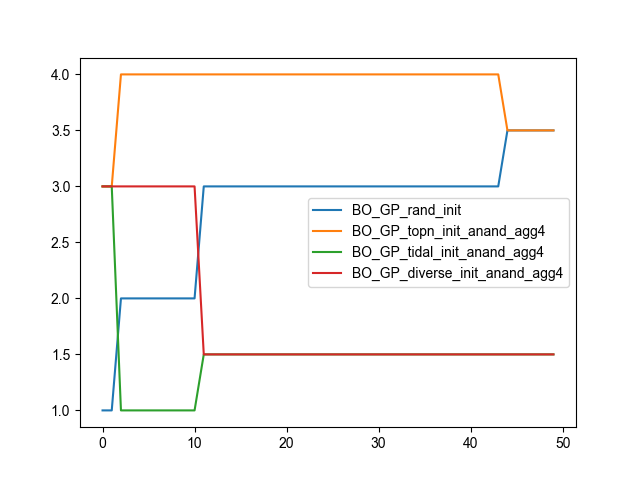 4.0
3.5
3.0
2.5
2.0
1.5
1.0
BO_GP_rand_init
BO_GP_topn_init_anand_agg4
BO_GP_tidal_init_anand_agg4
BO_GP_diverse_init_anand_agg4
0 10 20 30 40 50